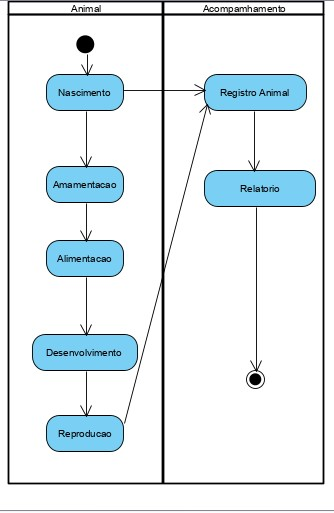 Animal
Acompanhamento
Nascimento
Registro Animal
Amamentacao
Relatorio
Alimentacao
Desenvolvimento
Reproducao